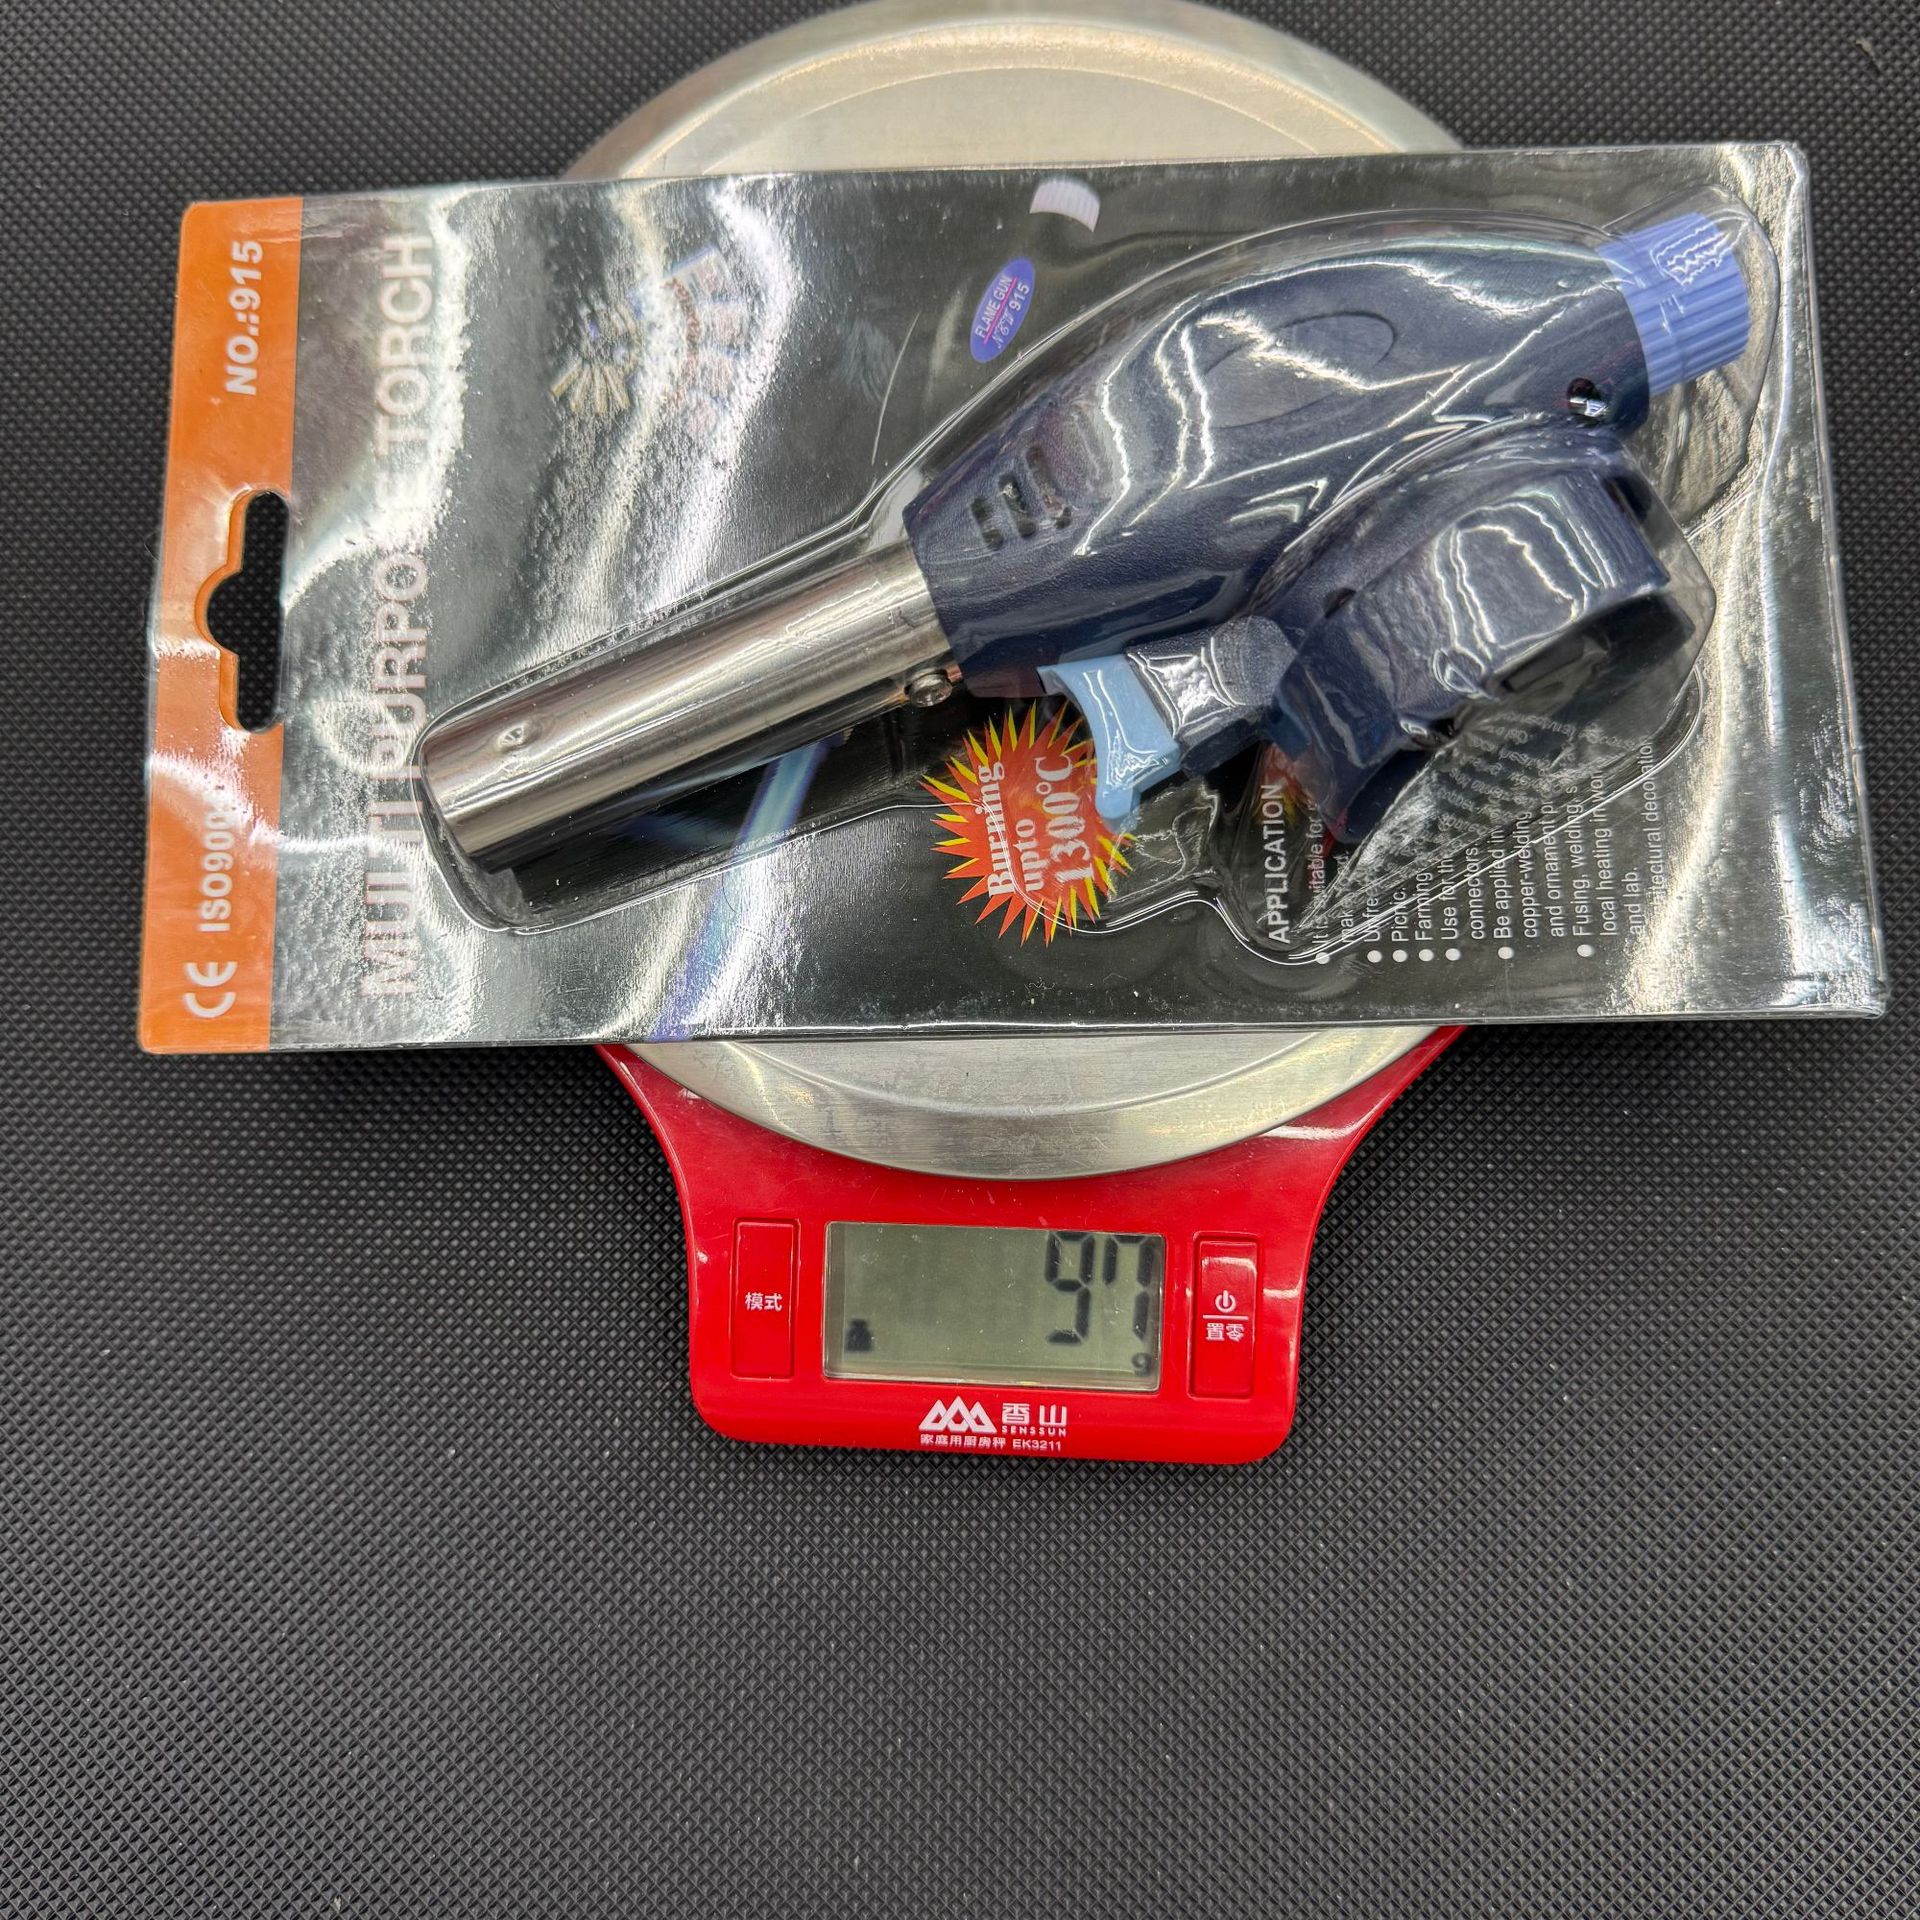 NO.:915
CE ISO900
MULTI PURPOSE TORCH
FLAME GUN
915
Burning
upto
1300°C
APPLICATION
Picnic.
Use for th
connectors.
Be applied in
copper-welding
and ornament
Fusing, welding,
local heating in
and lab.
decoration
97
g
模式
置零
香山
SENSSUN
家庭用厨房秤 EK3211